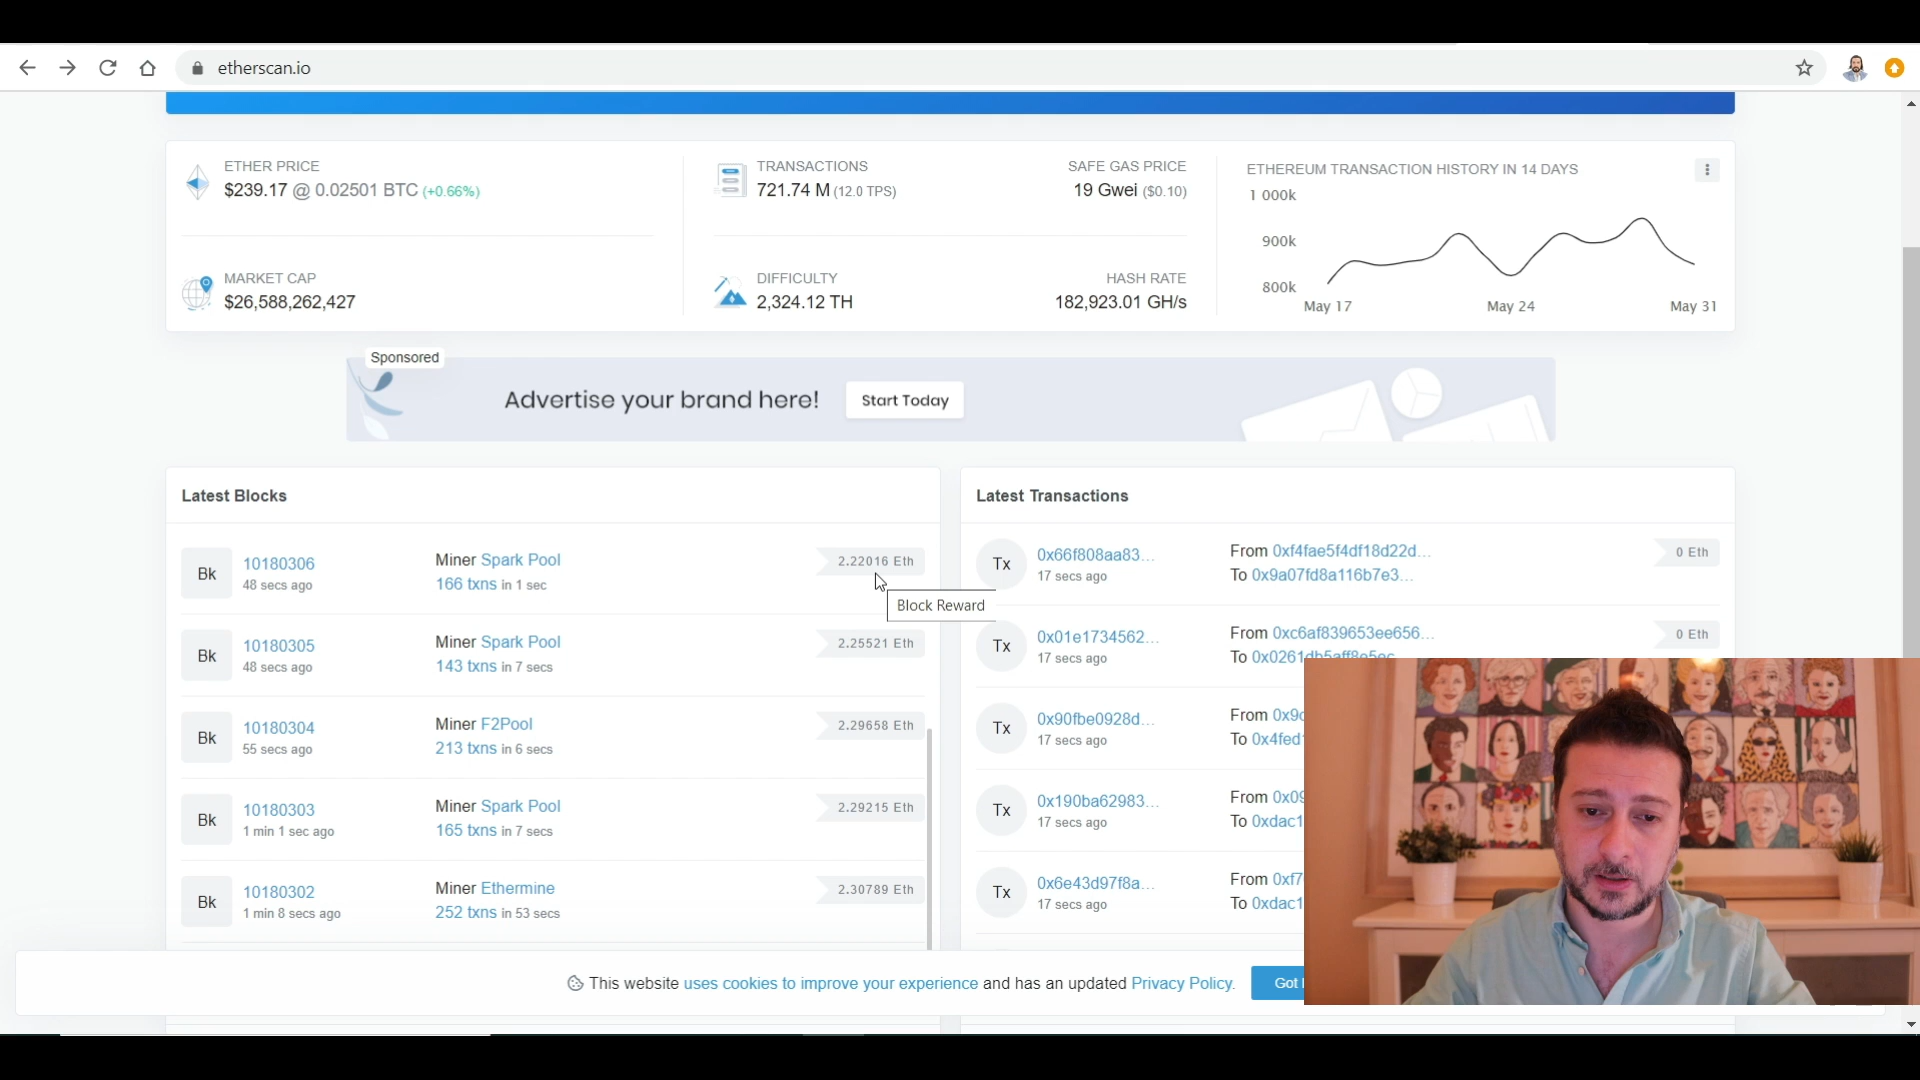 etherscan.io
ETHER PRICE
$239.17 @ 0.02501 BTC (+0.66%)
MARKET CAP
$26,588,262,427
TRANSACTIONS
721.74 M (12.0 TPS)
SAFE GAS PRICE
19 Gwei ($0.10)
DIFFICULTY
2,324.12 TH
HASH RATE
182,923.01 GH/s
ETHEREUM TRANSACTION HISTORY IN 14 DAYS
1 000k
900k
800k
May 17
May 24
May 31
Sponsored
Advertise your brand here!
Start Today
Latest Blocks
Bk
10180306
48 secs ago
Miner Spark Pool
166 txns in 1 sec
2.22016 Eth
Block Reward
Bk
10180305
48 secs ago
Miner Spark Pool
143 txns in 7 secs
2.25521 Eth
Bk
10180304
55 secs ago
Miner F2Pool
213 txns in 6 secs
2.29658 Eth
Bk
10180303
1 min 1 sec ago
Miner Spark Pool
165 txns in 7 secs
2.29215 Eth
Bk
10180302
1 min 8 secs ago
Miner Ethermine
252 txns in 53 secs
2.30789 Eth
Latest Transactions
Tx
0x66f808aa83...
17 secs ago
From 0xf4fae5f4df18d22d...
To 0x9a07fd8a116b7e3...
0 Eth
Tx
0x01e1734562...
17 secs ago
From 0xc6af839653ee656...
To 0x0261db5aff8e5ec
0 Eth
Tx
0x90fbe0928d...
17 secs ago
From 0x9c
To 0x4fed1
Tx
0x190ba62983...
17 secs ago
From 0x09
To 0xdac1
Tx
0x6e43d97f8a...
17 secs ago
From 0xf7
To 0xdac1
This website uses cookies to improve your experience and has an updated Privacy Policy.
Got